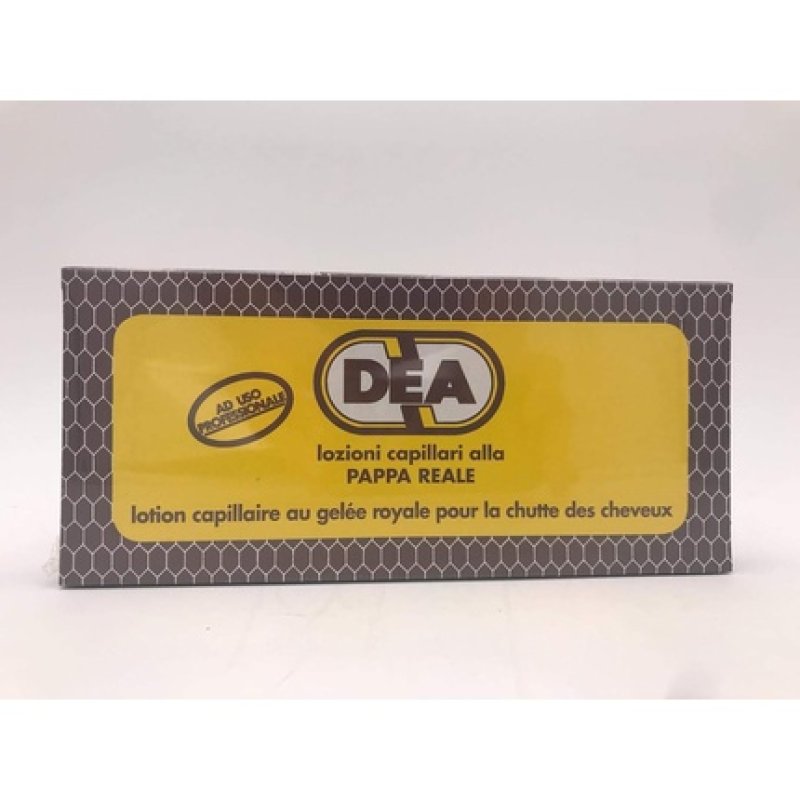 AD USO
PROFESSIONALE
DEA
lozioni capillari alla
PAPPA REALE
lotion capillaire au gelée royale pour la chutte des cheveux